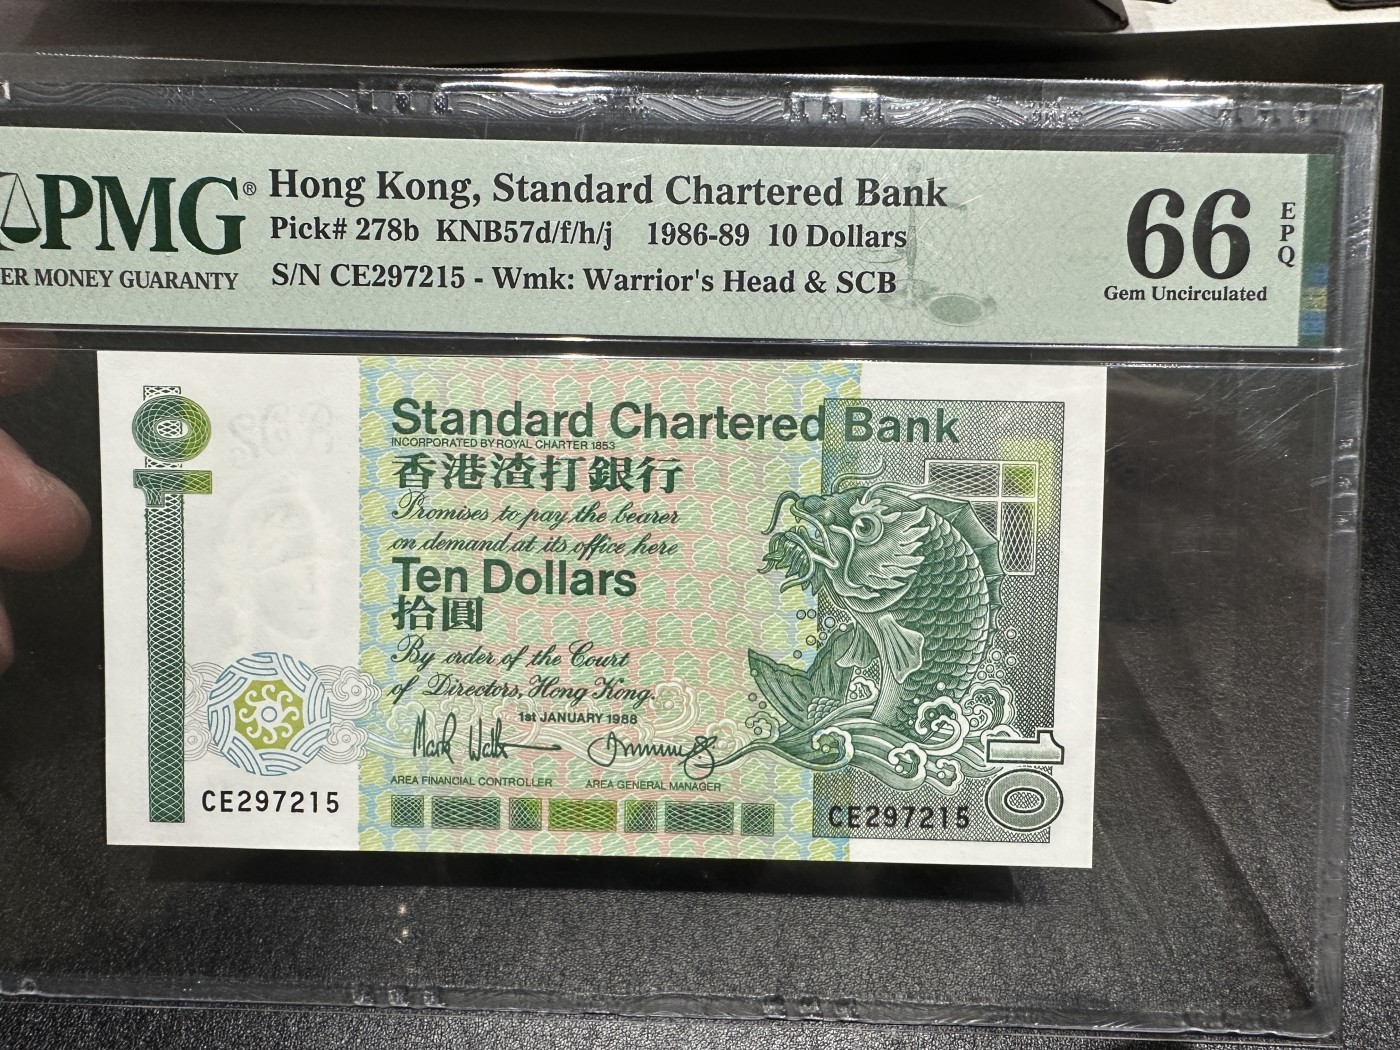 PMG®
ER MONEY GUARANTY
Hong Kong, Standard Chartered Bank
Pick# 278b KNB57d/f/h/j 1986-89 10 Dollars
S/N CE297215 - Wmk: Warrior's Head & SCB
66
EPQ
Gem Uncirculated
10
Standard Chartered Bank
INCORPORATED BY ROYAL CHARTER 1853
香港渣打銀行
Promises to pay the bearer
on demand at its office here
Ten Dollars
拾圓
By order of the Court
of Directors, Hong Kong.
1st JANUARY 1988
AREA FINANCIAL CONTROLLER
AREA GENERAL MANAGER
CE297215
CE297215
10